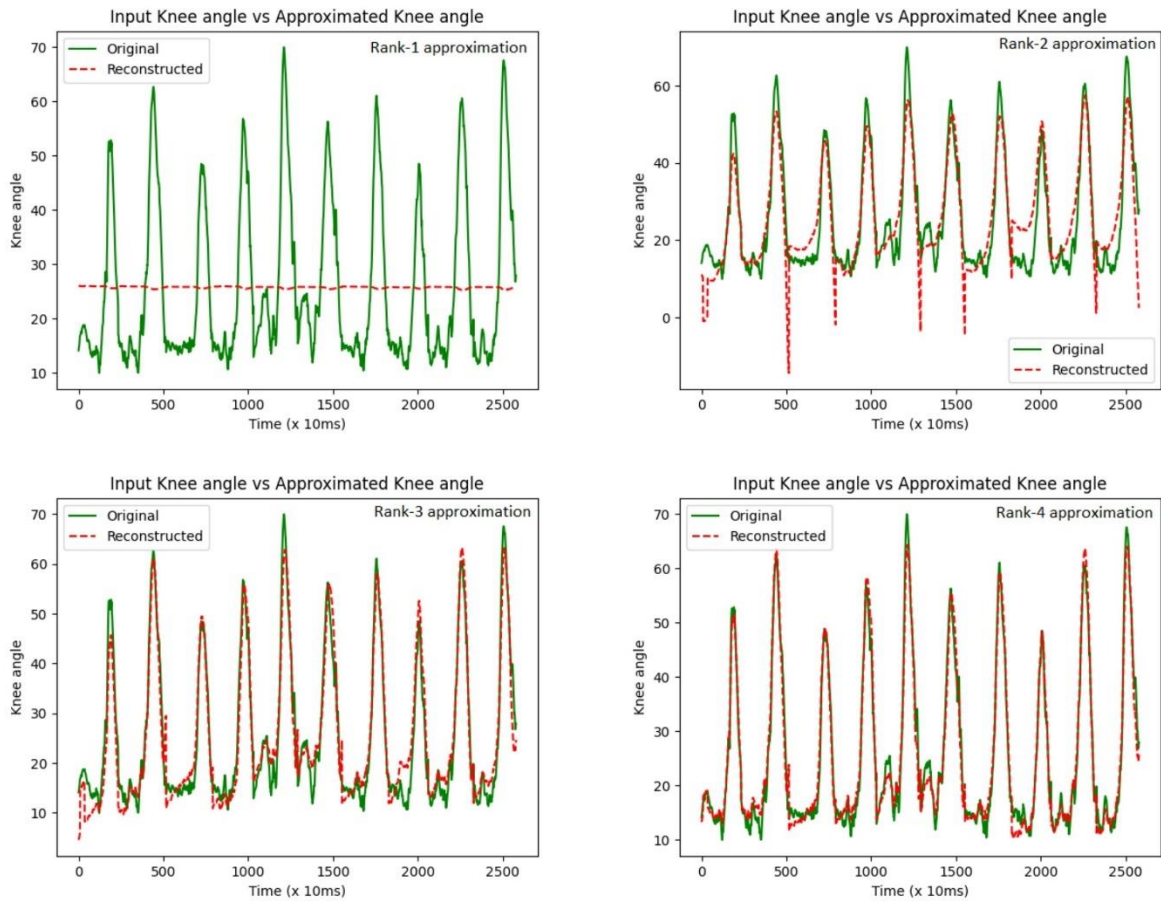 Input Knee angle vs Approximated Knee angle
Rank-1 approximation
Original
Reconstructed
70
60
50
40
30
20
10
Knee angle
0 500 1000 1500 2000 2500
Time (x 10ms)
Input Knee angle vs Approximated Knee angle
Rank-2 approximation
60
40
20
0
Knee angle
Original
Reconstructed
0 500 1000 1500 2000 2500
Time (x 10ms)
Input Knee angle vs Approximated Knee angle
Rank-3 approximation
Original
Reconstructed
70
60
50
40
30
20
10
Knee angle
0 500 1000 1500 2000 2500
Time (x 10ms)
Input Knee angle vs Approximated Knee angle
Rank-4 approximation
Original
Reconstructed
70
60
50
40
30
20
10
Knee angle
0 500 1000 1500 2000 2500
Time (x 10ms)